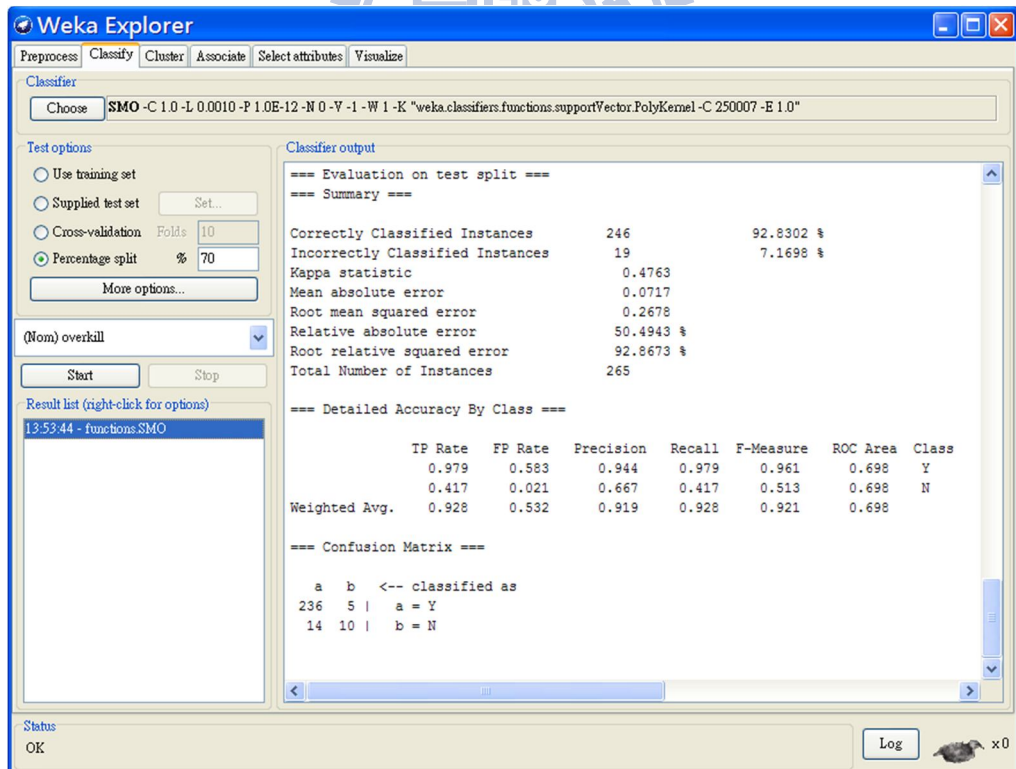 Weka Explorer
Preprocess Classify Cluster Associate Select attributes Visualize
Classifier
Choose SMO -C 1.0 -L 0.0010 -P 1.0E-12 -N 0 -V -1 -W 1 -K "weka.classifiers.functions.supportVector.PolyKernel -C 250007 -E 1.0"
Test options
Use training set
Supplied test set Set...
Cross-validation Folds 10
Percentage split % 70
More options...
(Nom) overkill
Start Stop
Result list (right-click for options)
13:53:44 - functions.SMO
Classifier output
=== Evaluation on test split ===
=== Summary ===
Correctly Classified Instances 246 92.8302 %
Incorrectly Classified Instances 19 7.1698 %
Kappa statistic 0.4763
Mean absolute error 0.0717
Root mean squared error 0.2678
Relative absolute error 50.4943 %
Root relative squared error 92.8673 %
Total Number of Instances 265
=== Detailed Accuracy By Class ===
TP Rate FP Rate Precision Recall F-Measure ROC Area Class
0.979 0.583 0.944 0.979 0.961 0.698 Y
0.417 0.021 0.667 0.417 0.513 0.698 N
Weighted Avg. 0.928 0.532 0.919 0.928 0.921 0.698
=== Confusion Matrix ===
a b <-- classified as
236 5 | a = Y
14 10 | b = N
Status
OK
Log
x 0